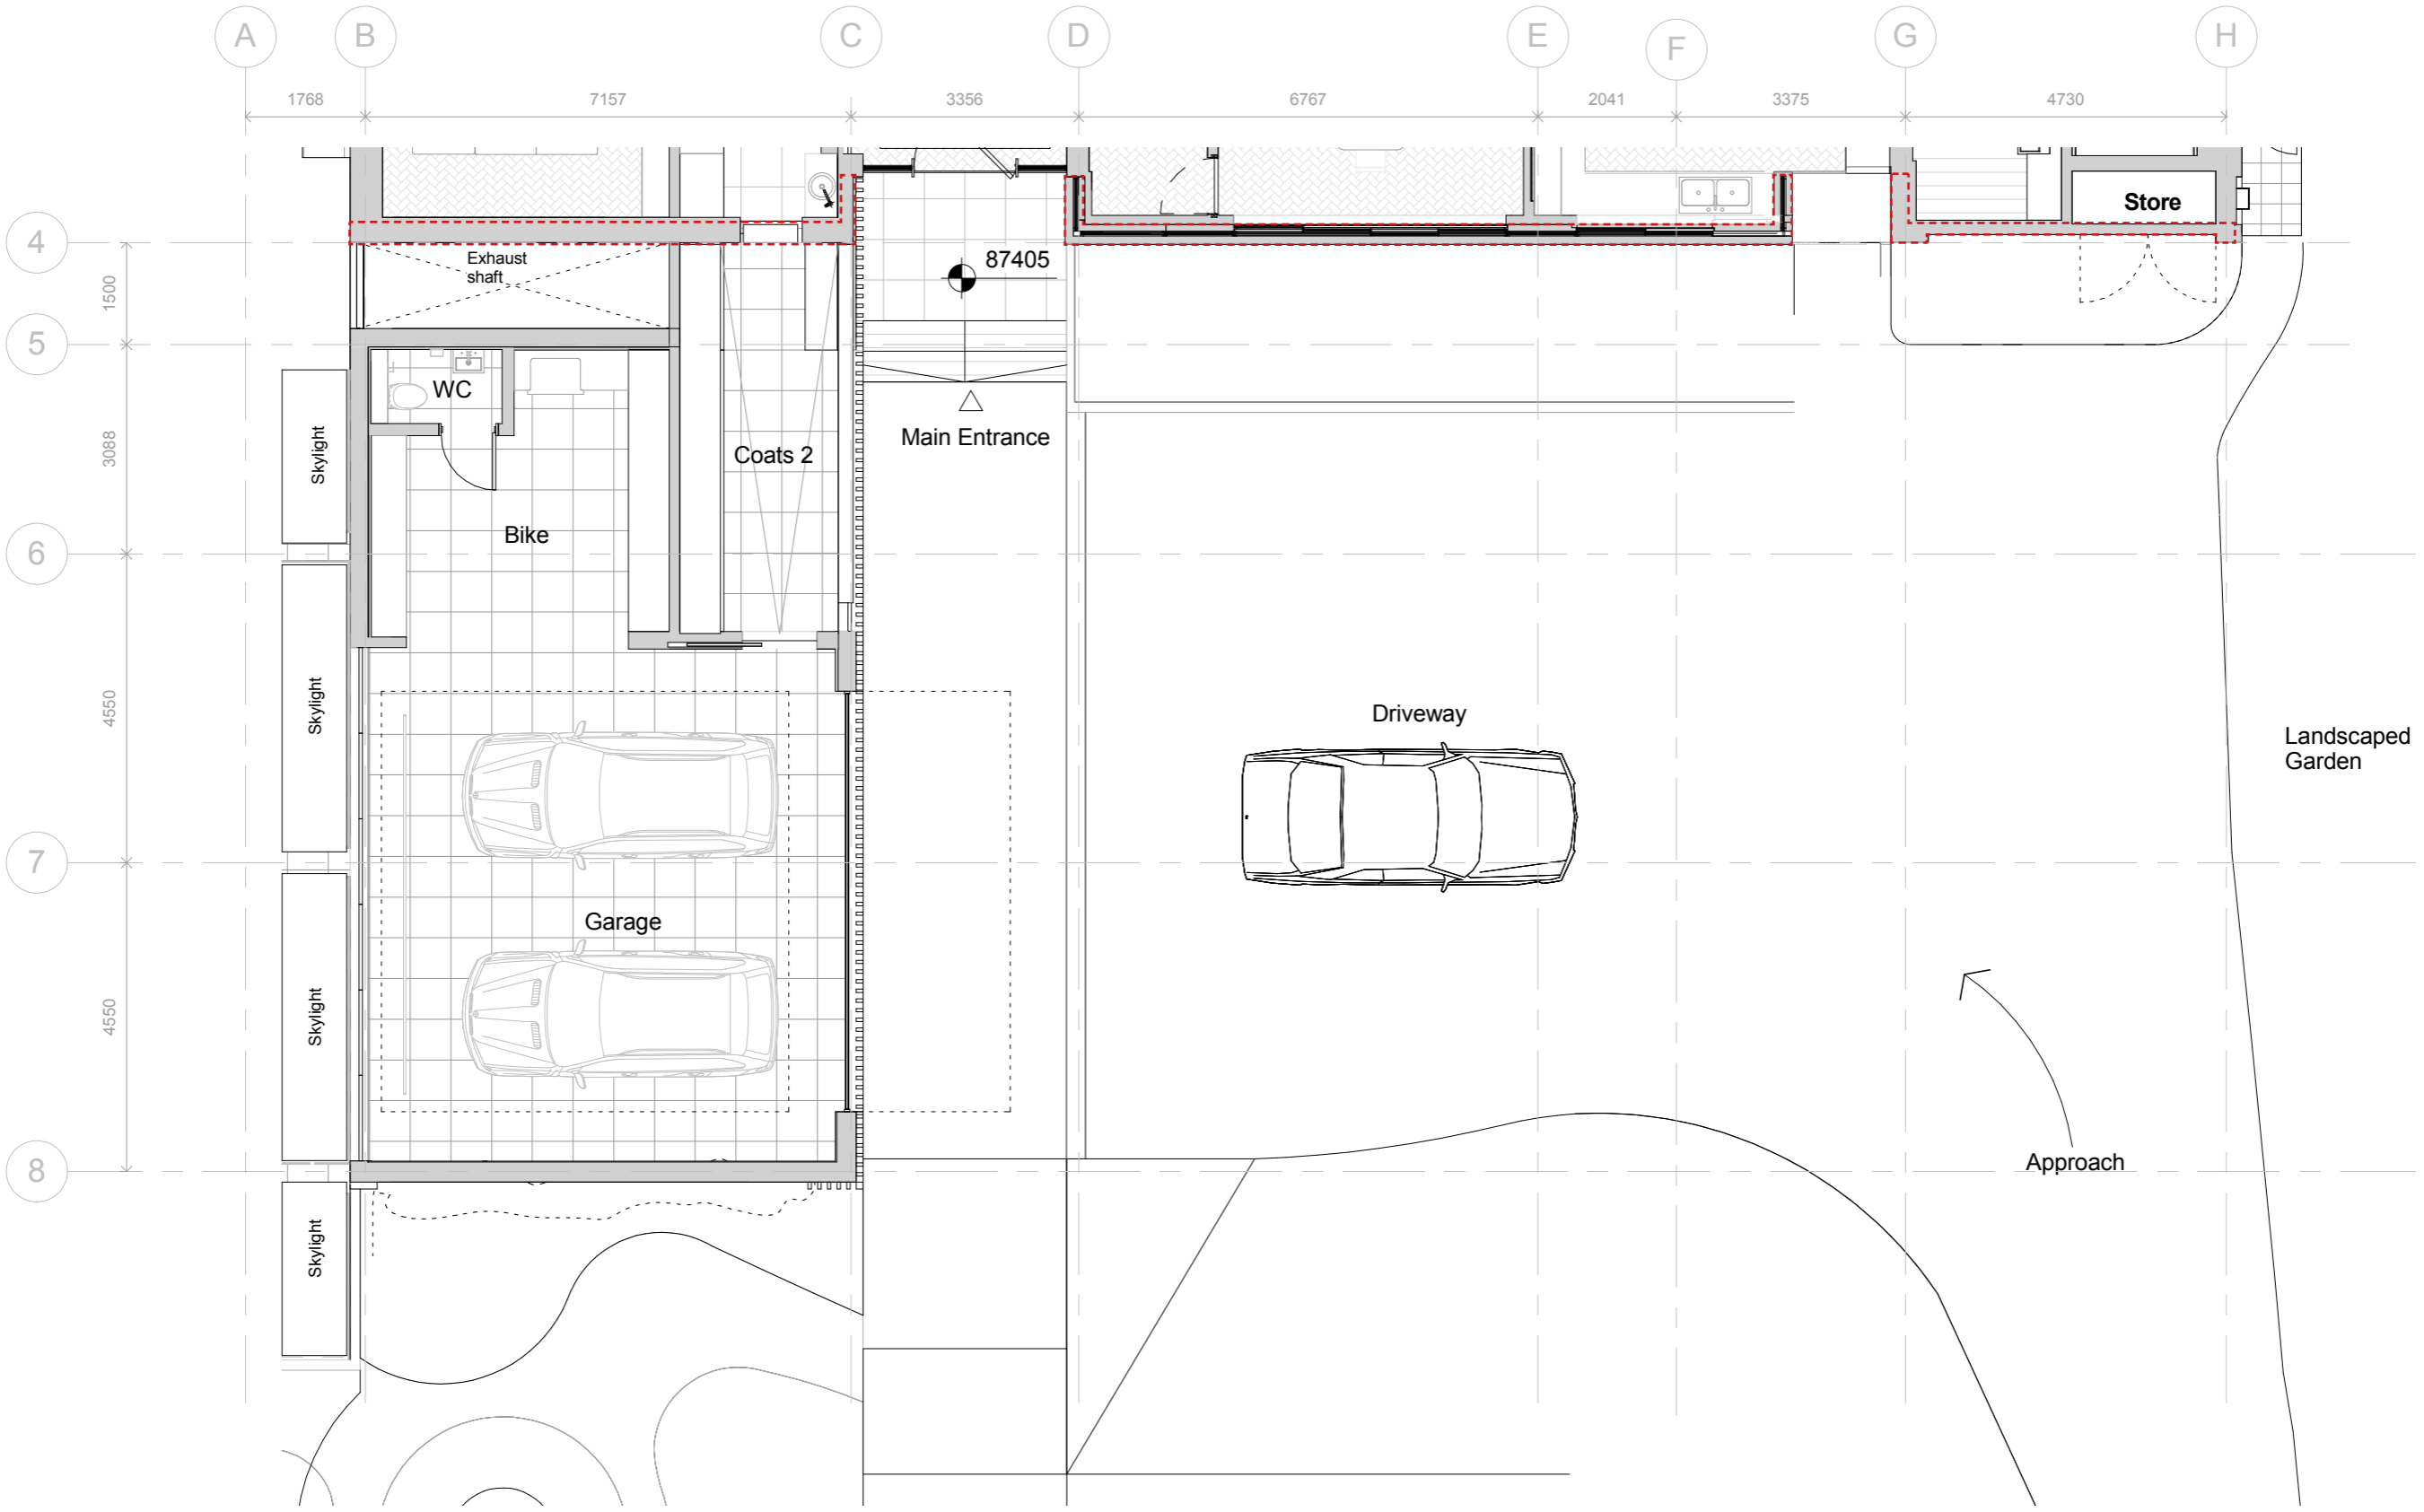 A B C D E F G H
1768 7157 3356 6767 2041 3375 4730
4
Store
Exhaust
shaft
87405
1500
5
WC
Main Entrance
3088
Skylight
Coats 2
Bike
6
Skylight
4550
Driveway
Landscaped
Garden
7
Garage
Skylight
4550
Approach
8
Skylight